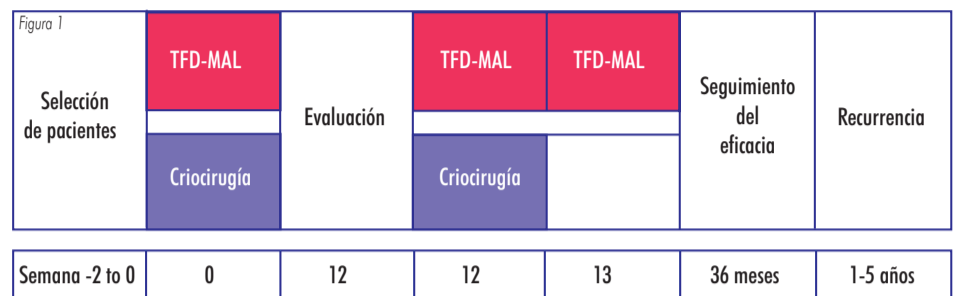 Figura 1
Selección
de pacientes
TFD-MAL
Criocirugía
Evaluación
TFD-MAL
TFD-MAL
Criocirugía
Seguimiento
del
eficacia
Recurrencia
Semana -2 to 0
0
12
12
13
36 meses
1-5 años